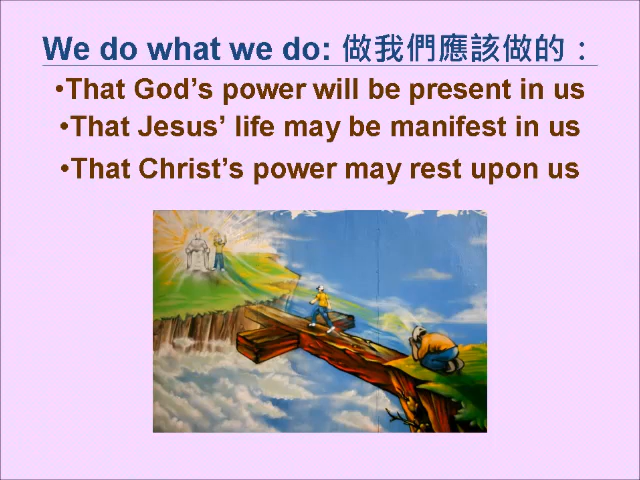 We do what we do: 做我們應該做的：
•That God’s power will be present in us
•That Jesus’ life may be manifest in us
•That Christ’s power may rest upon us